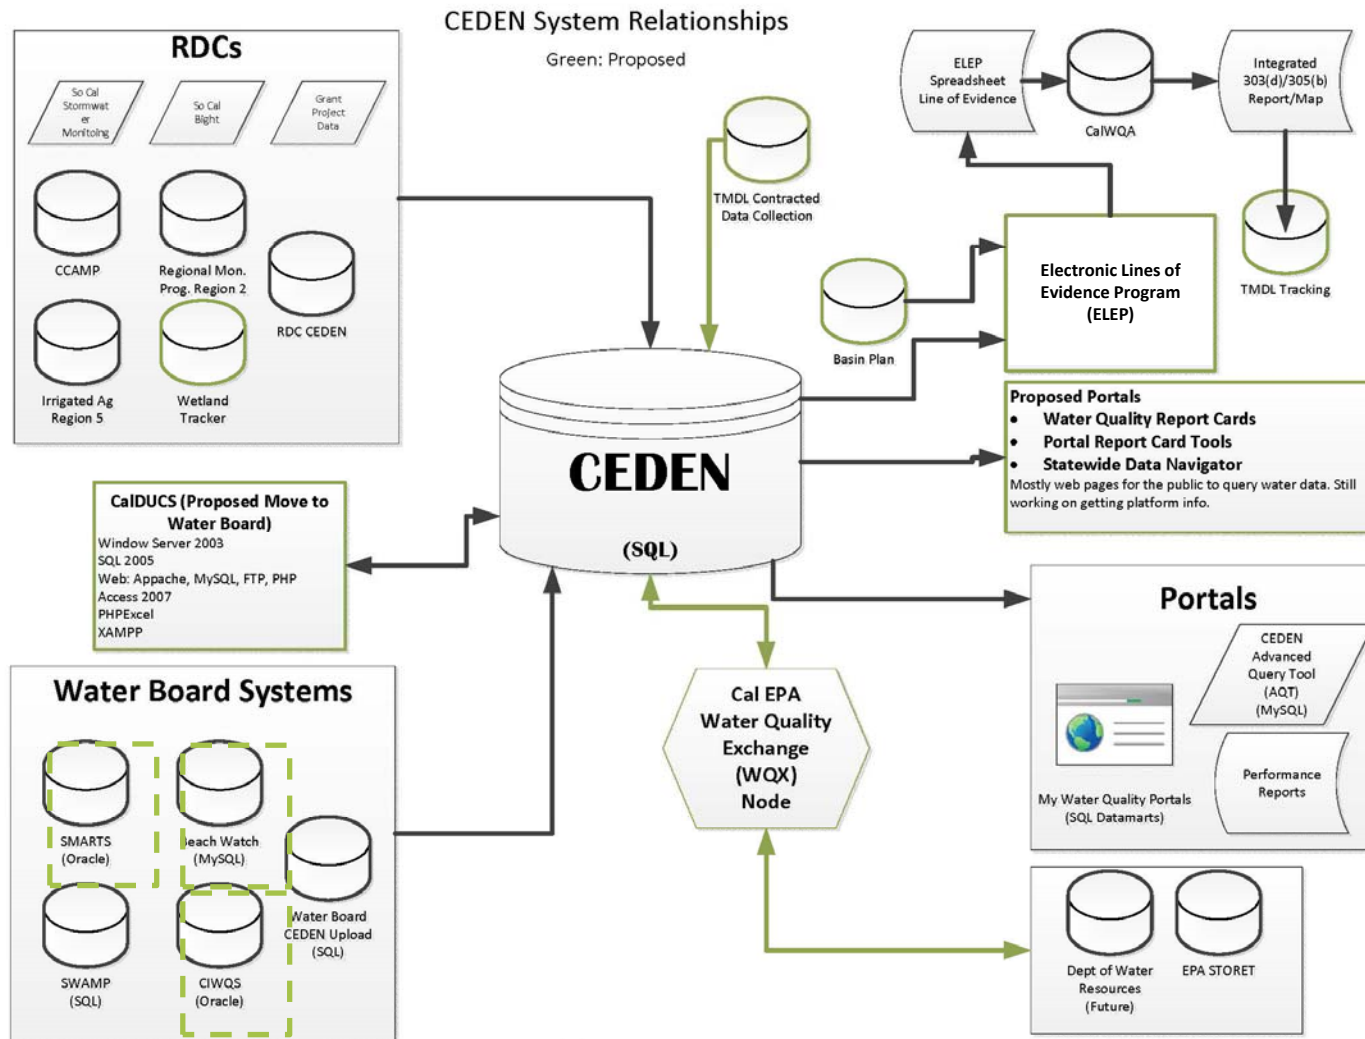 CEDEN System Relationships
Green: Proposed
RDCs
So Cal
Stormwat
er
Monitoing
So Cal
Bight
Grant
Project
Data
CCAMP
Regional Mon.
Prog. Region 2
RDC CEDEN
Irrigated Ag
Region 5
Wetland
Tracker
TMDL Contracted
Data Collection
ELEP
Spreadsheet
Line of Evidence
CalWQA
Integrated
303(d)/305(b)
Report/Map
TMDL Tracking
Basin Plan
Electronic Lines of
Evidence Program
(ELEP)
CEDEN
(SQL)
Proposed Portals
• Water Quality Report Cards
• Portal Report Card Tools
• Statewide Data Navigator
Mostly web pages for the public to query water data. Still
working on getting platform info.
CalDUCS (Proposed Move to
Water Board)
Window Server 2003
SQL 2005
Web: Appache, MySQL, FTP, PHP
Access 2007
PHPExcel
XAMPP
Water Board Systems
SMARTS
(Oracle)
Beach Watch
(MySQL)
Water Board
CEDEN Upload
(SQL)
SWAMP
(SQL)
CIWQS
(Oracle)
Cal EPA
Water Quality
Exchange
(WQX)
Node
Portals
CEDEN
Advanced
Query Tool
(AQT)
(MySQL)
My Water Quality Portals
(SQL Datamarts)
Performance
Reports
Dept of Water
Resources
(Future)
EPA STORET